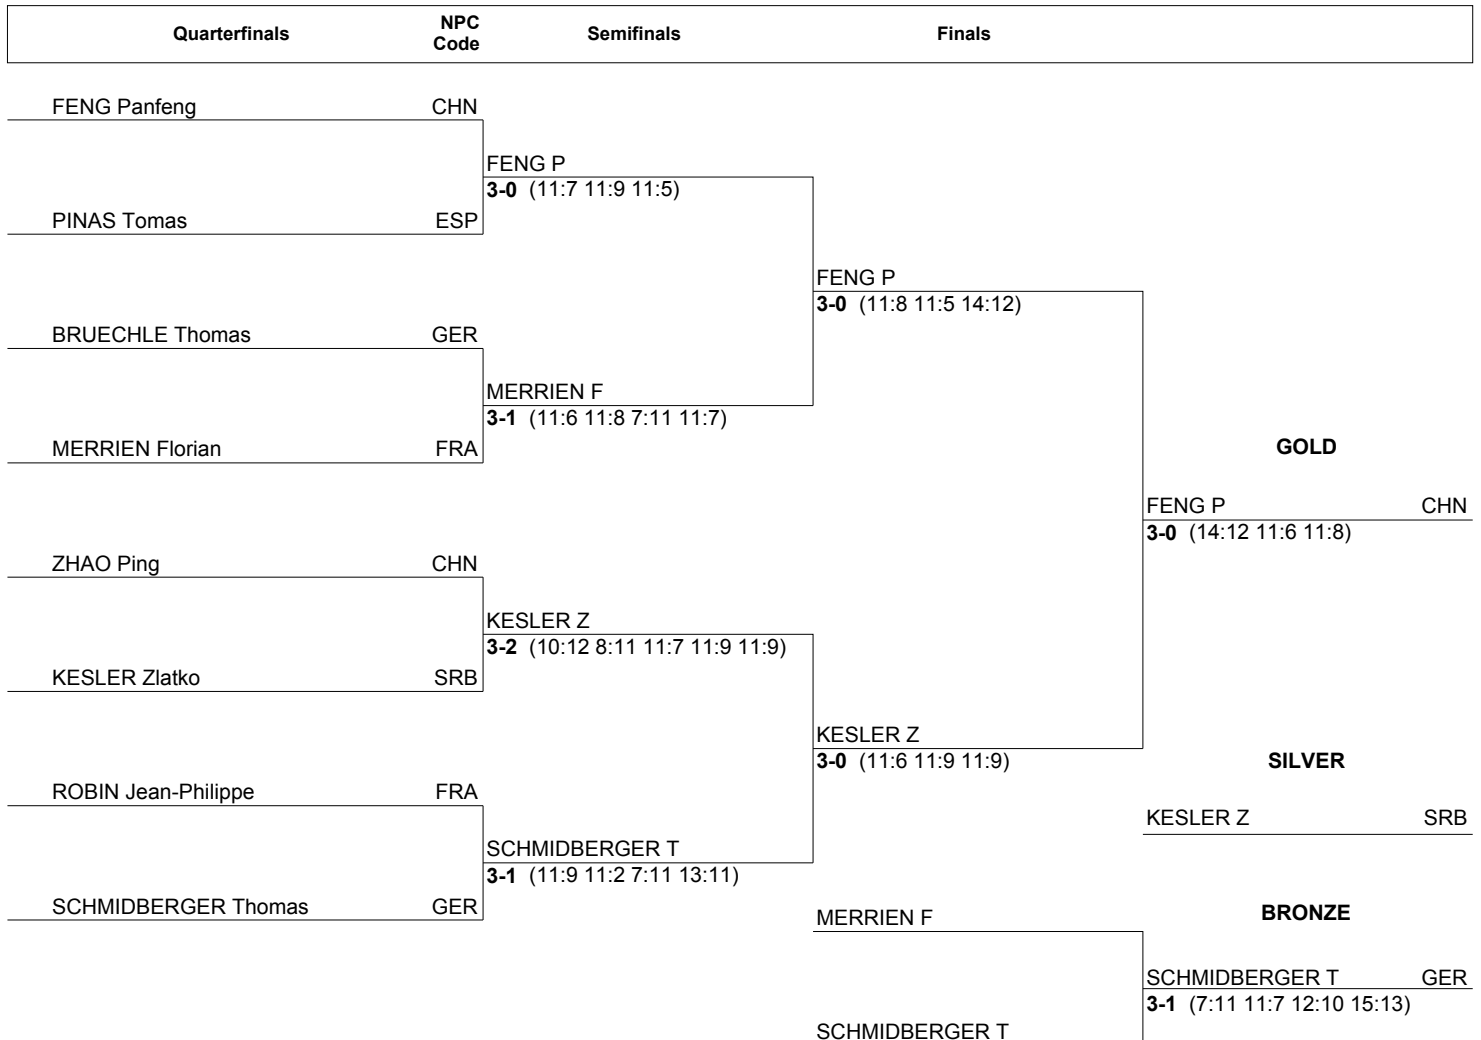 Quarterfinals NPC Code Semifinals Finals
FENG Panfeng CHN
FENG P
3-0 (11:7 11:9 11:5)
PINAS Tomas ESP
FENG P
3-0 (11:8 11:5 14:12)
BRUECHLE Thomas GER
MERRIEN F
3-1 (11:6 11:8 7:11 11:7)
MERRIEN Florian FRA
GOLD
FENG P CHN
3-0 (14:12 11:6 11:8)
ZHAO Ping CHN
KESLER Z
3-2 (10:12 8:11 11:7 11:9 11:9)
KESLER Zlatko SRB
KESLER Z
3-0 (11:6 11:9 11:9)
SILVER
ROBIN Jean-Philippe FRA
KESLER Z SRB
SCHMIDBERGER T
3-1 (11:9 11:2 7:11 13:11)
SCHMIDBERGER Thomas GER
MERRIEN F
BRONZE
SCHMIDBERGER T GER
3-1 (7:11 11:7 12:10 15:13)
SCHMIDBERGER T